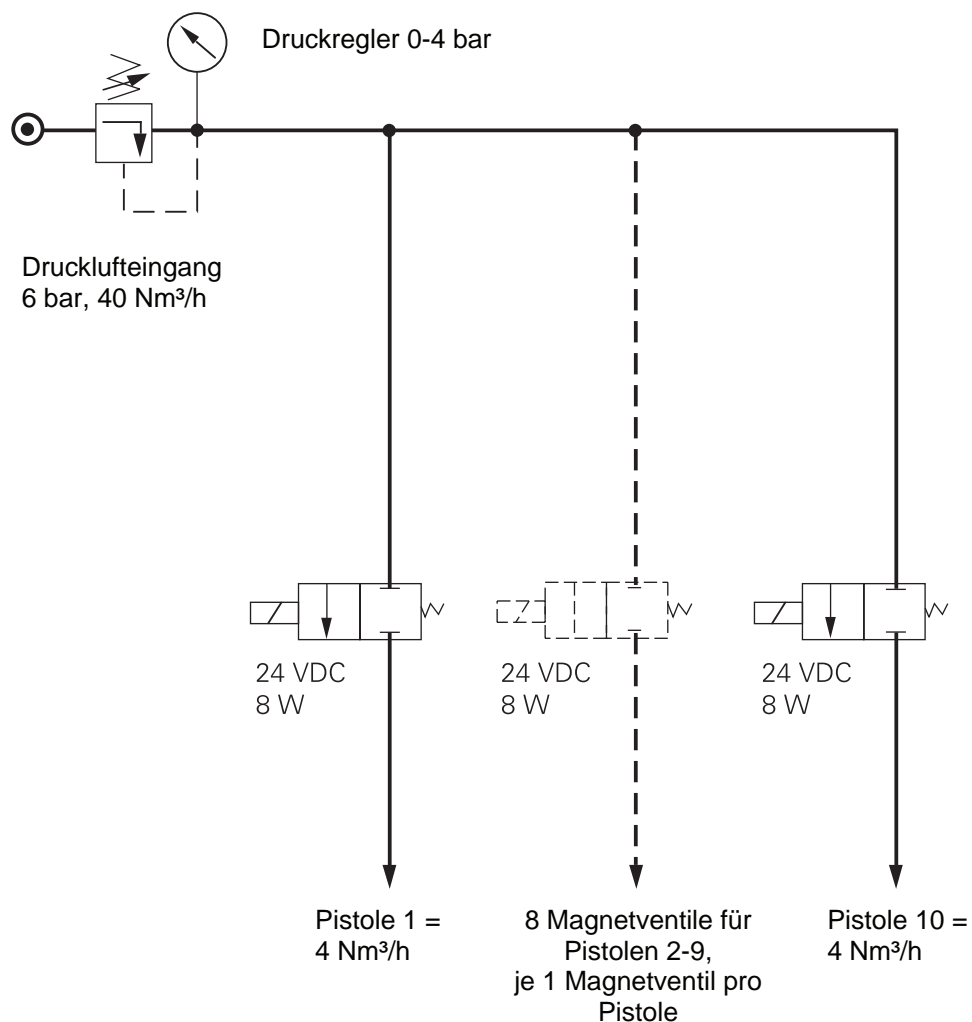 Druckregler 0-4 bar
Drucklufteingang
6 bar, 40 Nm³/h
24 VDC
8 W
24 VDC
8 W
24 VDC
8 W
Pistole 1 =
4 Nm³/h
8 Magnetventile für
Pistolen 2-9,
je 1 Magnetventil pro
Pistole
Pistole 10 =
4 Nm³/h